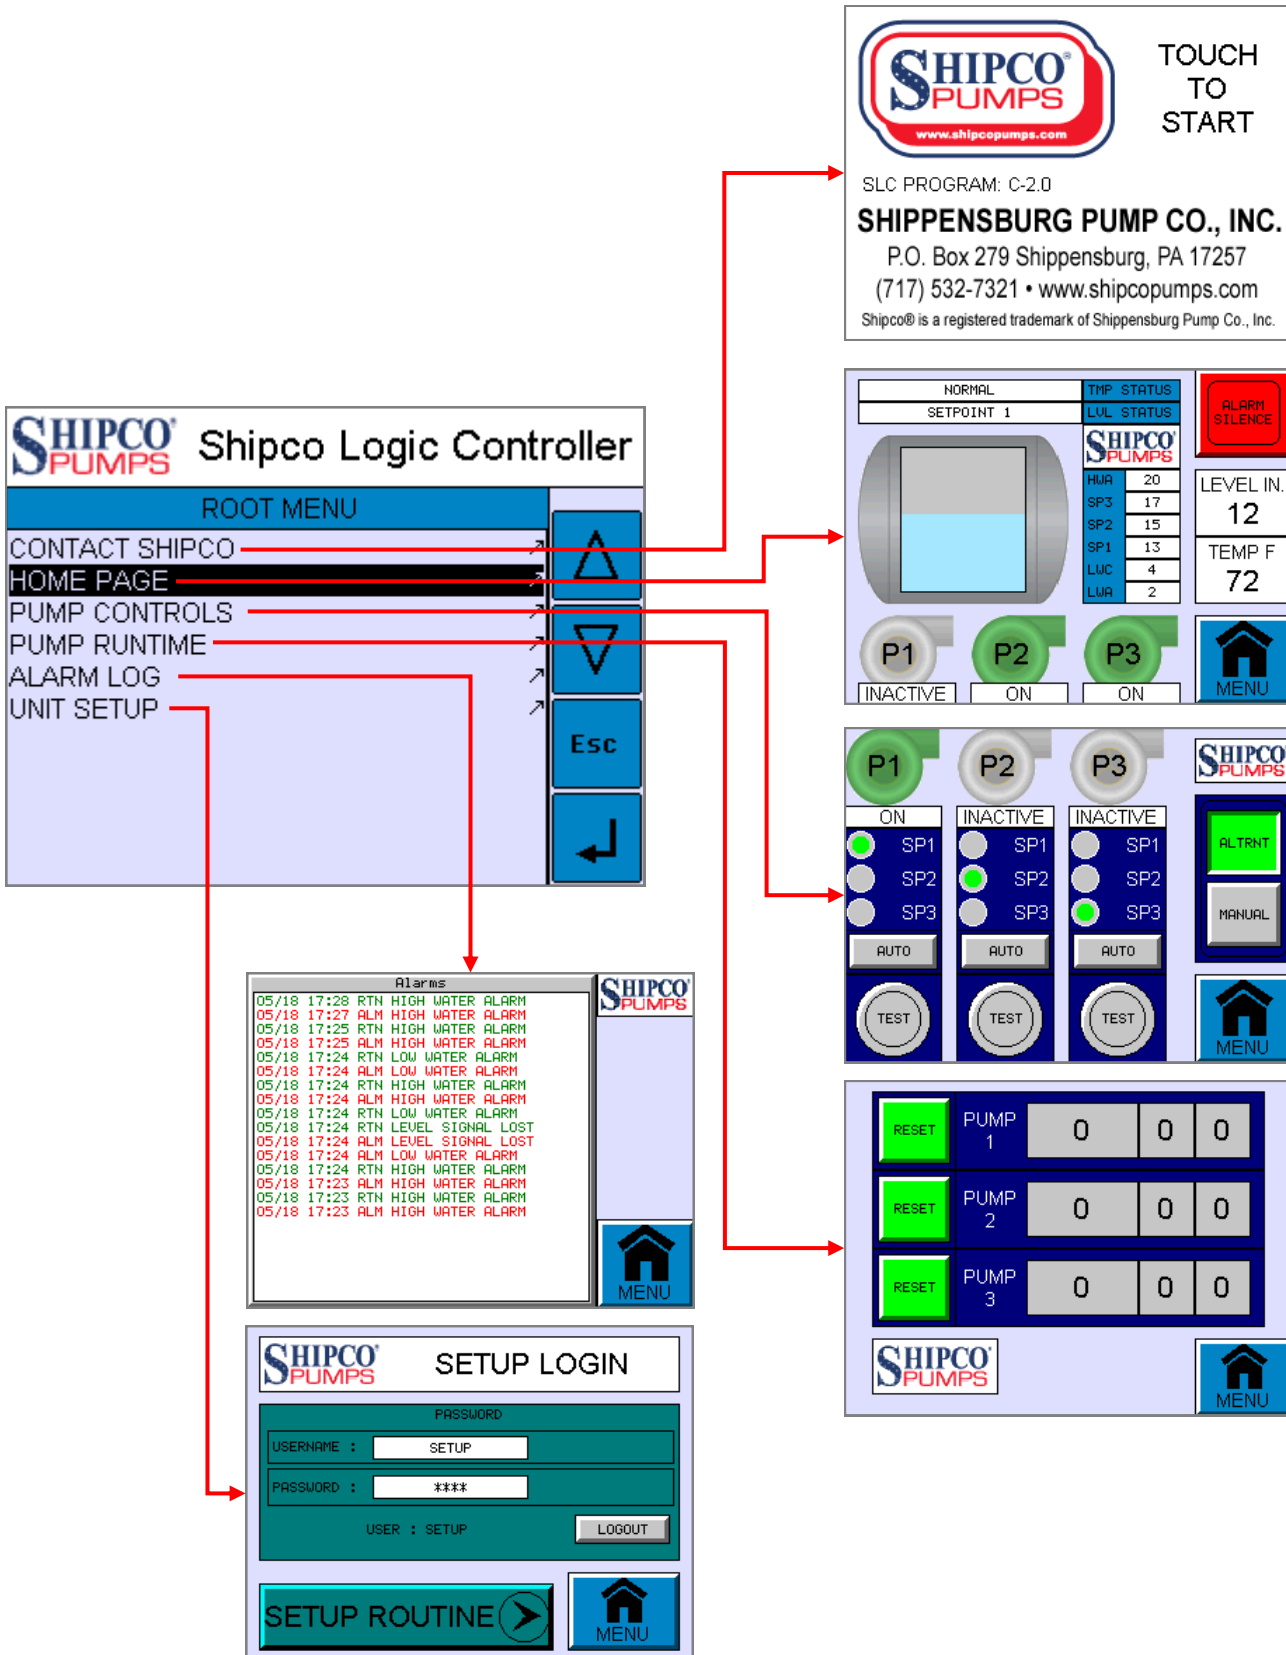 SHIPCO®
PUMPS
www.shipcopumps.com
TOUCH
TO
START
SLC PROGRAM: C-2.0
SHIPPENSBURG PUMP CO., INC.
P.O. Box 279 Shippensburg, PA 17257
(717) 532-7321 • www.shipcopumps.com
Shipco® is a registered trademark of Shippensburg Pump Co., Inc.
NORMAL
TMP STATUS
SETPOINT 1
LVL STATUS
ALARM
SILENCE
SHIPCO
PUMPS
HWA 20
SP3 17
SP2 15
SP1 13
LWC 4
LWA 2
LEVEL IN.
12
TEMP F
72
P1
P2
P3
INACTIVE
ON
ON
MENU
SHIPCO®
PUMPS
Shipco Logic Controller
ROOT MENU
CONTACT SHIPCO
HOME PAGE
PUMP CONTROLS
PUMP RUNTIME
ALARM LOG
UNIT SETUP
Esc
P1
P2
P3
SHIPCO
PUMPS
ON
INACTIVE
INACTIVE
SP1 SP1 SP1
SP2 SP2 SP2
SP3 SP3 SP3
AUTO AUTO AUTO
TEST TEST TEST
ALTRNT
MANUAL
MENU
Alarms
05/18 17:28 RTN HIGH WATER ALARM
05/18 17:27 ALM HIGH WATER ALARM
05/18 17:25 RTN HIGH WATER ALARM
05/18 17:25 ALM HIGH WATER ALARM
05/18 17:24 RTN LOW WATER ALARM
05/18 17:24 ALM LOW WATER ALARM
05/18 17:24 RTN HIGH WATER ALARM
05/18 17:24 ALM HIGH WATER ALARM
05/18 17:24 RTN LOW WATER ALARM
05/18 17:24 RTN LEVEL SIGNAL LOST
05/18 17:24 ALM LEVEL SIGNAL LOST
05/18 17:24 ALM LOW WATER ALARM
05/18 17:24 RTN HIGH WATER ALARM
05/18 17:23 ALM HIGH WATER ALARM
05/18 17:23 RTN HIGH WATER ALARM
05/18 17:23 ALM HIGH WATER ALARM
SHIPCO®
PUMPS
MENU
RESET PUMP 1 0 0 0
RESET PUMP 2 0 0 0
RESET PUMP 3 0 0 0
SHIPCO®
PUMPS
MENU
SHIPCO®
PUMPS
SETUP LOGIN
PASSWORD
USERNAME : SETUP
PASSWORD : ****
USER : SETUP
LOGOUT
SETUP ROUTINE
MENU